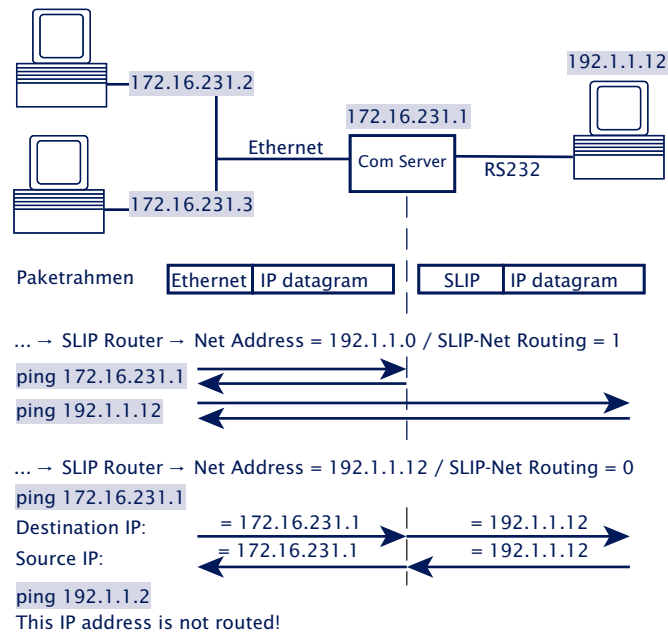 192.1.1.12
172.16.231.2
172.16.231.1
Ethernet
Com Server
RS232
172.16.231.3
Paketrahmen
Ethernet IP datagram
SLIP IP datagram
... → SLIP Router → Net Address = 192.1.1.0 / SLIP-Net Routing = 1
ping 172.16.231.1
ping 192.1.1.12
... → SLIP Router → Net Address = 192.1.1.12 / SLIP-Net Routing = 0
ping 172.16.231.1
Destination IP: = 172.16.231.1 = 192.1.1.12
Source IP: = 172.16.231.1 = 192.1.1.12
ping 192.1.1.2
This IP address is not routed!